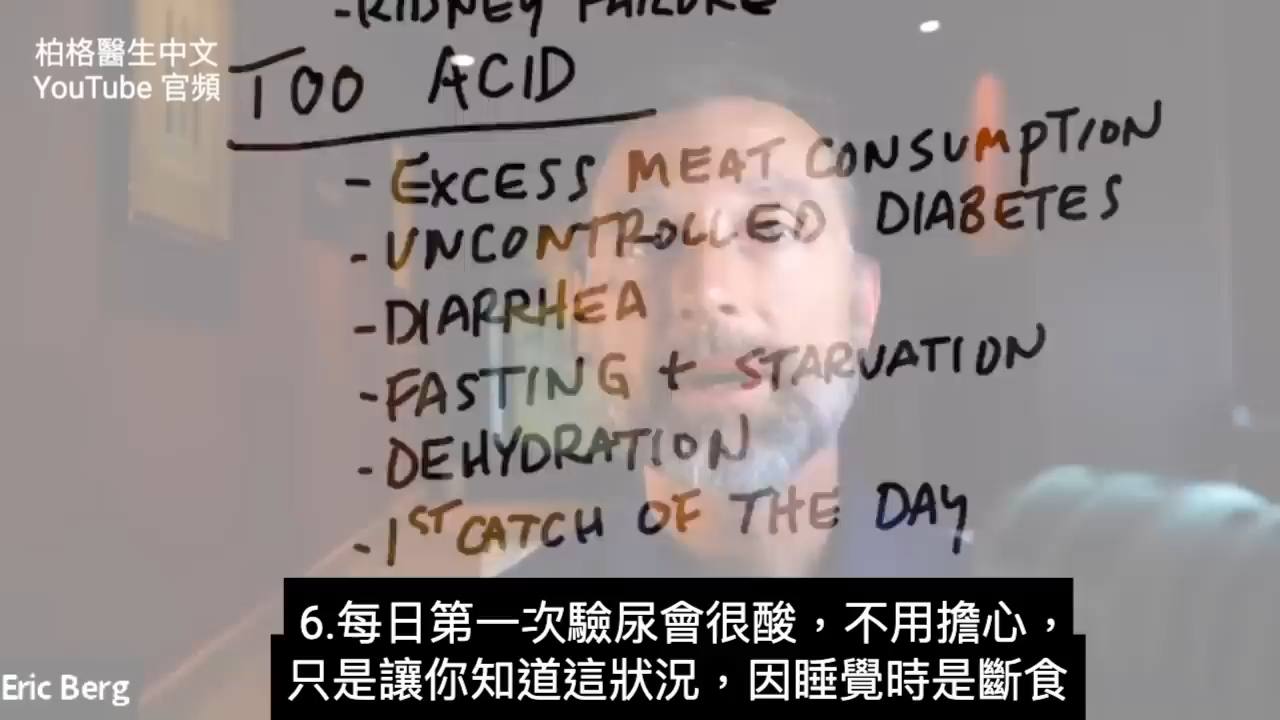 -KIDNEY FAILURE
柏格醫生中文
YouTube 官頻
TOO ACID
- EXCESS MEAT CONSUMPTION
- UNCONTROLLED DIABETES
- DIARRHEA
- FASTING + STARVATION
- DEHYDRATION
- 1ST CATCH OF THE DAY
6.每日第一次驗尿會很酸，不用擔心，
只是讓你知道這狀況，因睡覺時是斷食
Eric Berg